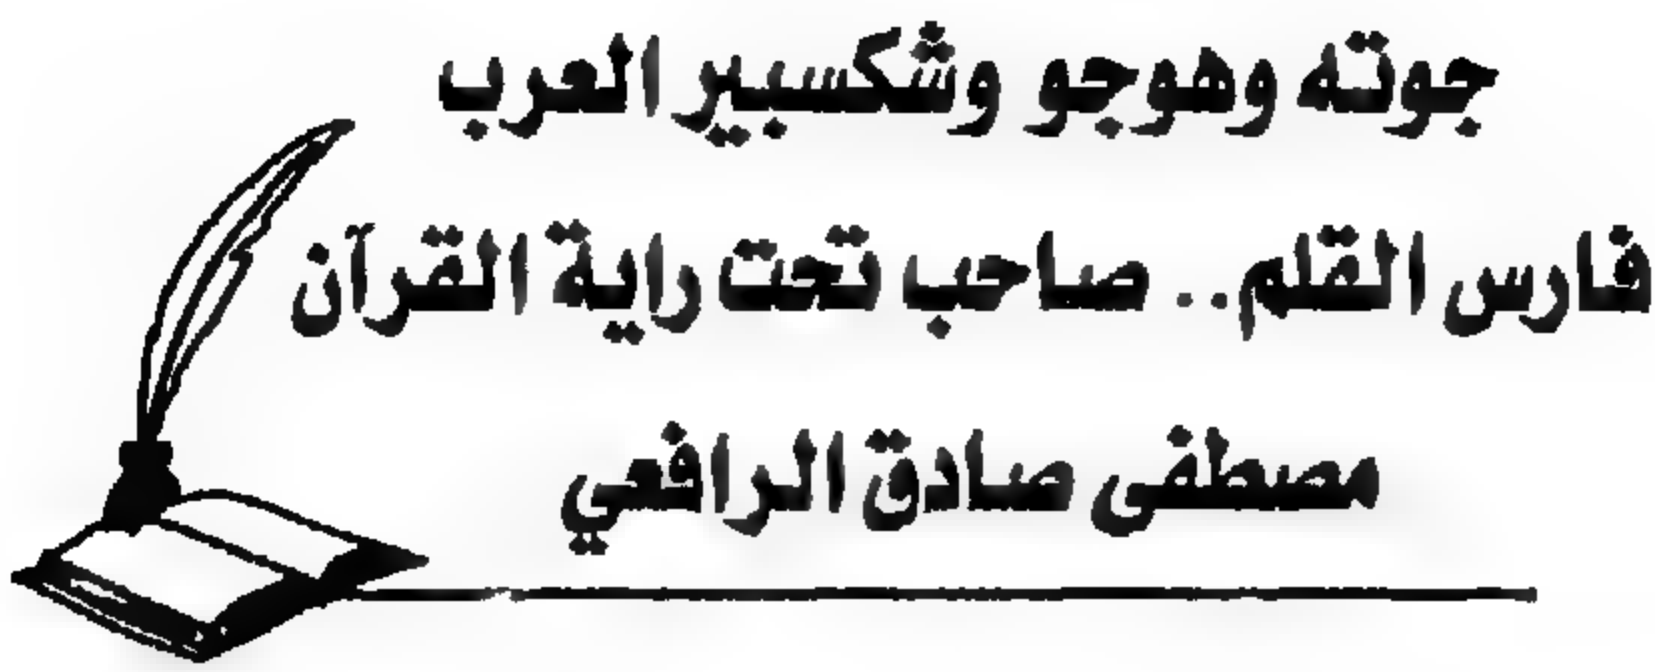 جوته وهوجو وشكسبير العرب
فارس القلم.. صاحب تحت راية القرآن
مصطفى صادق الرافعي